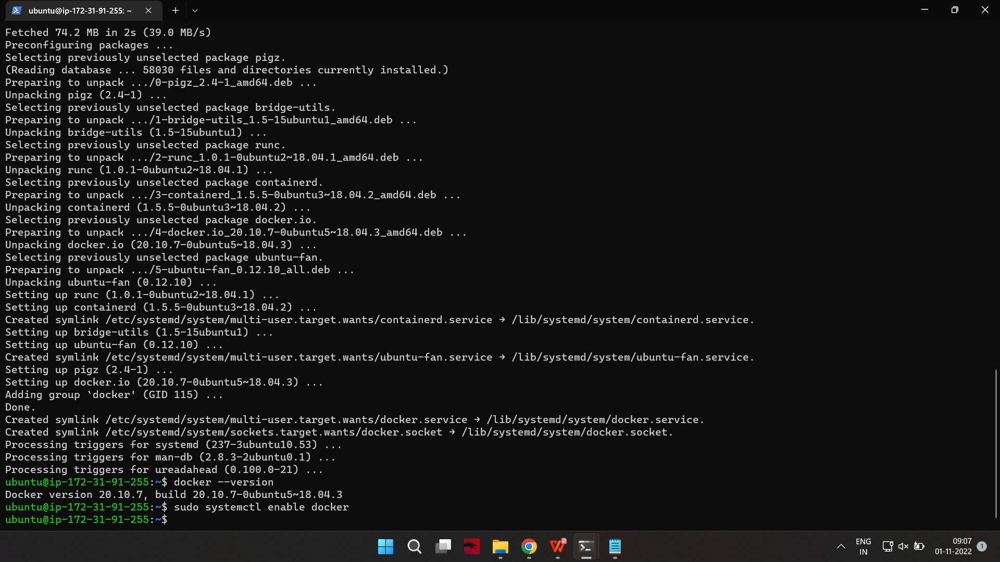 ubuntu@ip-172-31-91-255: ~
Fetched 74.2 MB in 2s (39.0 MB/s)
Preconfiguring packages ...
Selecting previously unselected package pigz.
(Reading database ... 58030 files and directories currently installed.)
Preparing to unpack .../0-pigz_2.4-1_amd64.deb ...
Unpacking pigz (2.4-1) ...
Selecting previously unselected package bridge-utils.
Preparing to unpack .../1-bridge-utils_1.5-15ubuntu1_amd64.deb ...
Unpacking bridge-utils (1.5-15ubuntu1) ...
Selecting previously unselected package runc.
Preparing to unpack .../2-runc_1.0.1-0ubuntu2~18.04.1_amd64.deb ...
Unpacking runc (1.0.1-0ubuntu2~18.04.1) ...
Selecting previously unselected package containerd.
Preparing to unpack .../3-containerd_1.5.5-0ubuntu3~18.04.2_amd64.deb ...
Unpacking containerd (1.5.5-0ubuntu3~18.04.2) ...
Selecting previously unselected package docker.io.
Preparing to unpack .../4-docker.io_20.10.7-0ubuntu5~18.04.3_amd64.deb ...
Unpacking docker.io (20.10.7-0ubuntu5~18.04.3) ...
Selecting previously unselected package ubuntu-fan.
Preparing to unpack .../5-ubuntu-fan_0.12.10_all.deb ...
Unpacking ubuntu-fan (0.12.10) ...
Setting up runc (1.0.1-0ubuntu2~18.04.1) ...
Setting up containerd (1.5.5-0ubuntu3~18.04.2) ...
Created symlink /etc/systemd/system/multi-user.target.wants/containerd.service → /lib/systemd/system/containerd.service.
Setting up bridge-utils (1.5-15ubuntu1) ...
Setting up ubuntu-fan (0.12.10) ...
Created symlink /etc/systemd/system/multi-user.target.wants/ubuntu-fan.service → /lib/systemd/system/ubuntu-fan.service.
Setting up pigz (2.4-1) ...
Setting up docker.io (20.10.7-0ubuntu5~18.04.3) ...
Adding group `docker' (GID 115) ...
Done.
Created symlink /etc/systemd/system/multi-user.target.wants/docker.service → /lib/systemd/system/docker.service.
Created symlink /etc/systemd/system/sockets.target.wants/docker.socket → /lib/systemd/system/docker.socket.
Processing triggers for systemd (237-3ubuntu10.53) ...
Processing triggers for man-db (2.8.3-2ubuntu0.1) ...
Processing triggers for ureadahead (0.100.0-21) ...
ubuntu@ip-172-31-91-255:~$ docker --version
Docker version 20.10.7, build 20.10.7-0ubuntu5~18.04.3
ubuntu@ip-172-31-91-255:~$ sudo systemctl enable docker
ubuntu@ip-172-31-91-255:~$
ENG
IN
09:07
01-11-2022
1